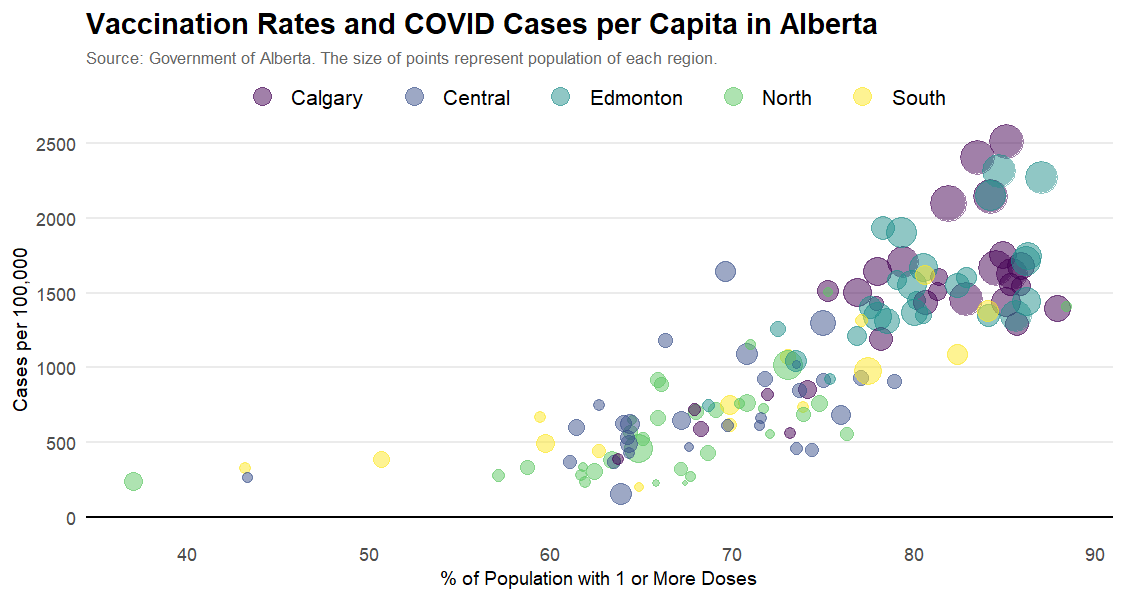 Vaccination Rates and COVID Cases per Capita in Alberta
Source: Government of Alberta. The size of points represent population of each region.
Calgary Central Edmonton North South
2500
2000
1500
1000
500
0
Cases per 100,000
40 50 60 70 80 90
% of Population with 1 or More Doses